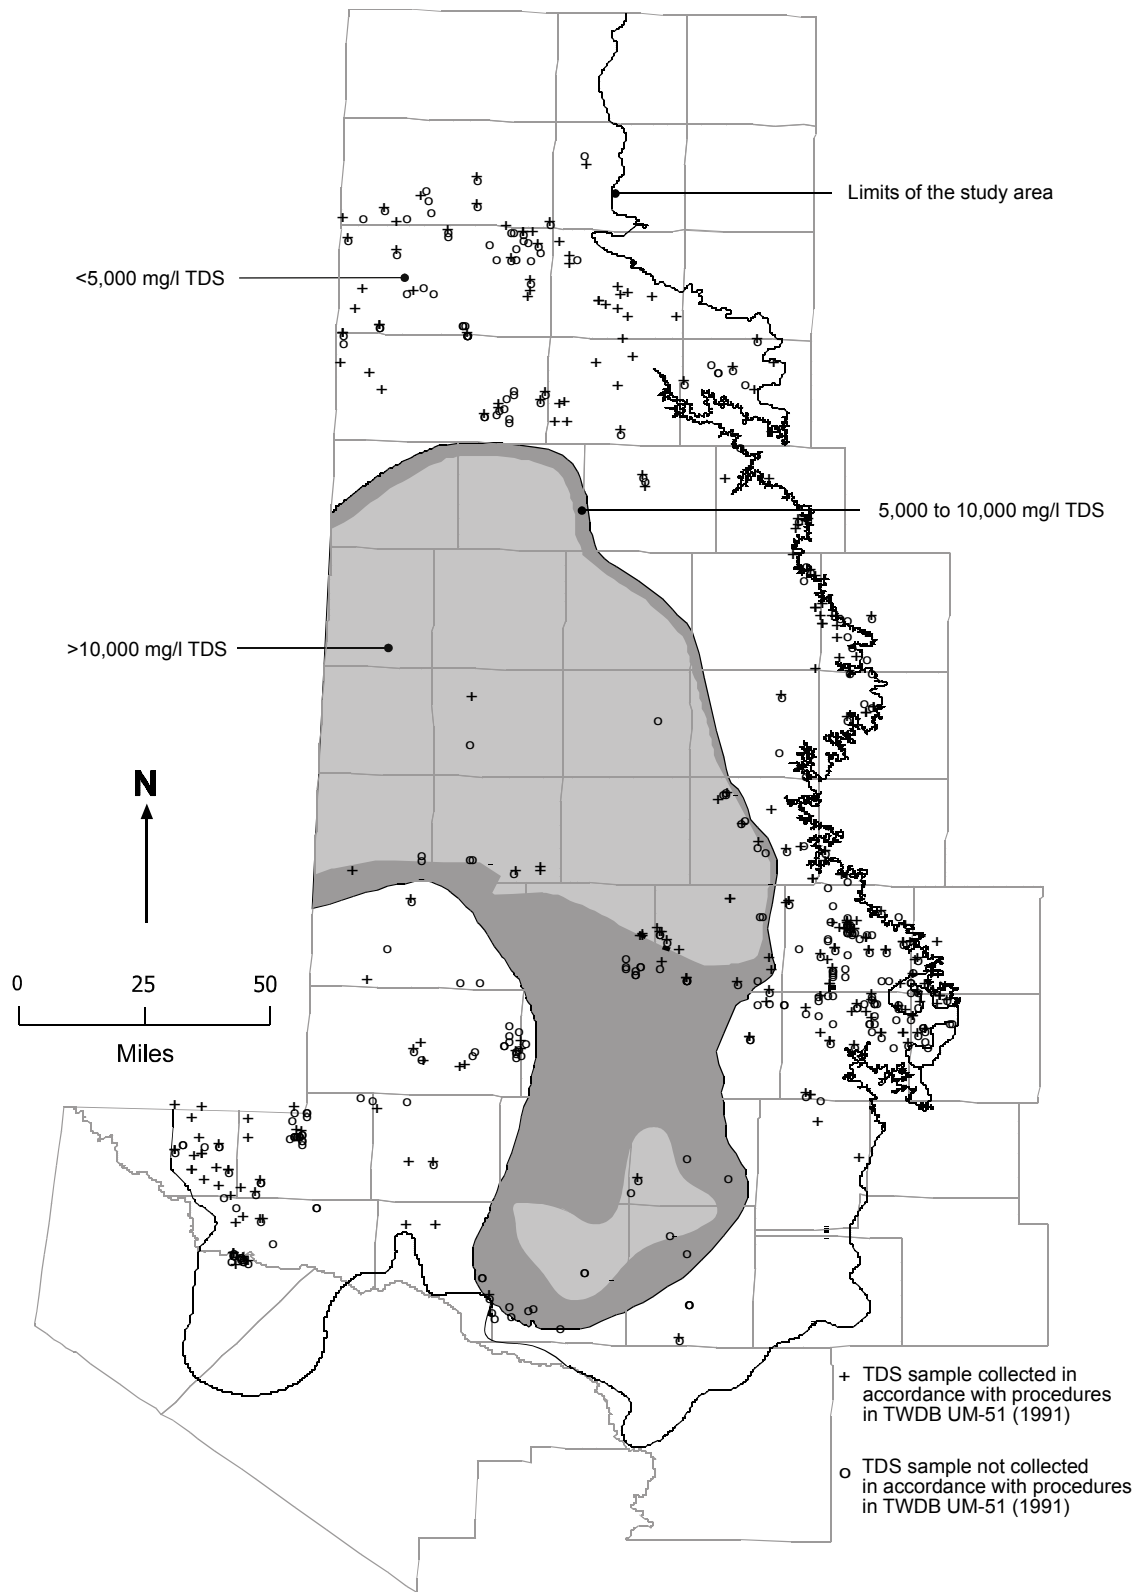 Limits of the study area
<5,000 mg/l TDS
5,000 to 10,000 mg/l TDS
>10,000 mg/l TDS
N
0 25 50
Miles
+ TDS sample collected in
accordance with procedures
in TWDB UM-51 (1991)
o TDS sample not collected
in accordance with procedures
in TWDB UM-51 (1991)